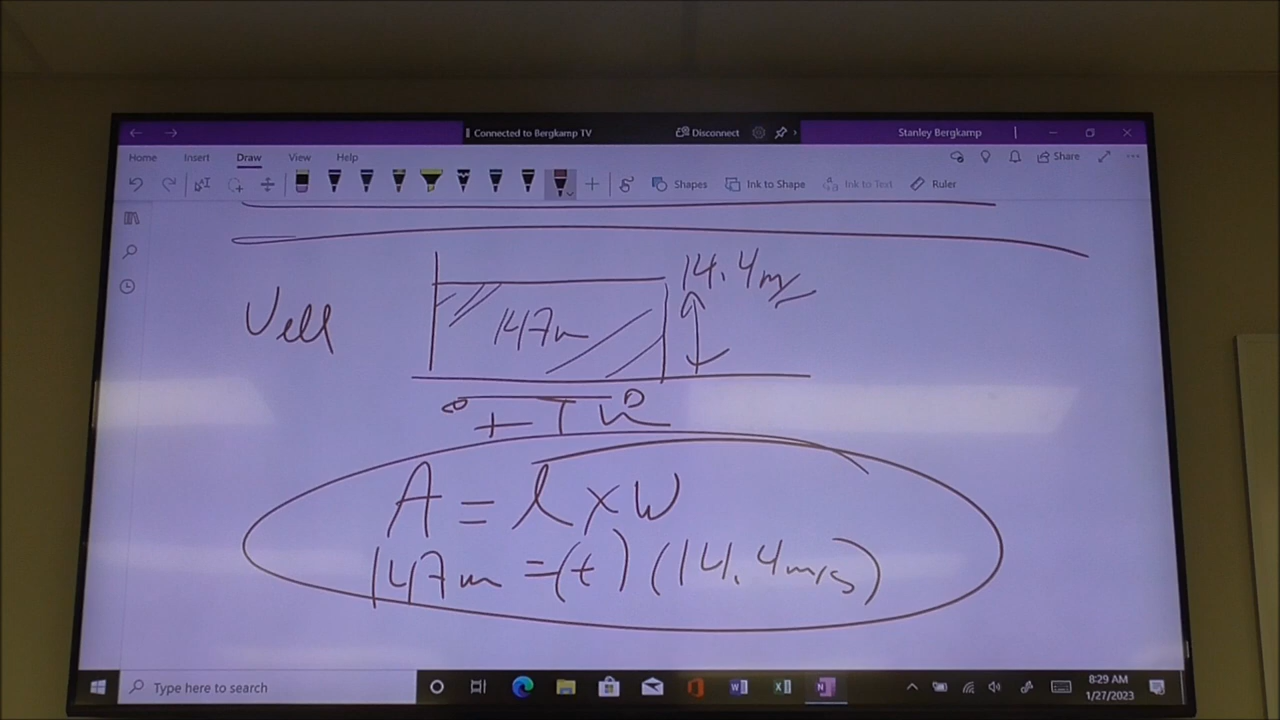 Connected to Bergkamp TV
Disconnect
Stanley Bergkamp
Home Insert Draw View Help
Share
Shapes Ink to Shape Ink to Text Ruler
14.4m/
147m
A = l x w
147m = (t) (14.4m/s)
Type here to search
8:29 AM
1/27/2023